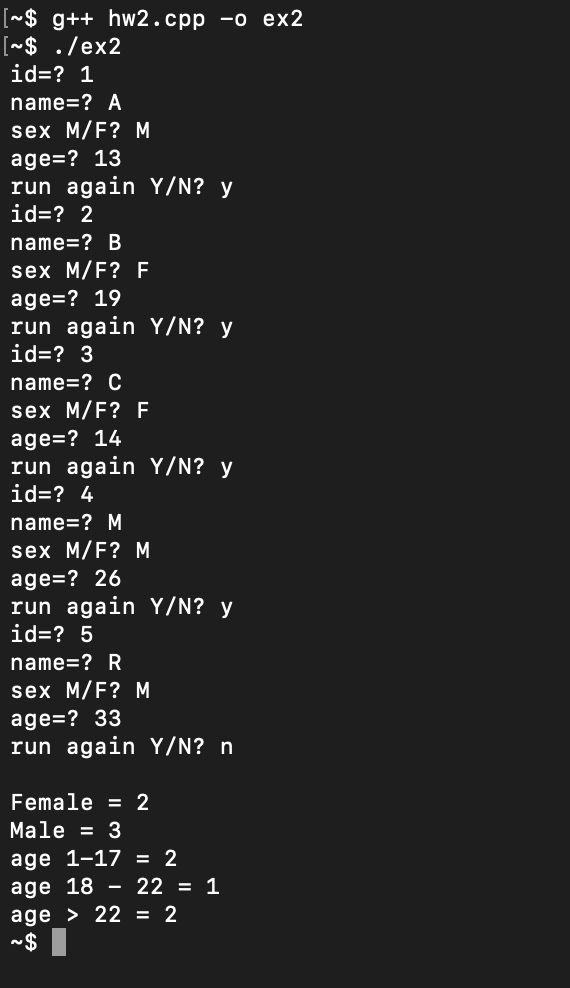 [~$ g++ hw2.cpp -o ex2
[~$ ./ex2
id=? 1
name=? A
sex M/F? M
age=? 13
run again Y/N? y
id=? 2
name=? B
sex M/F? F
age=? 19
run again Y/N? y
id=? 3
name=? C
sex M/F? F
age=? 14
run again Y/N? y
id=? 4
name=? M
sex M/F? M
age=? 26
run again Y/N? y
id=? 5
name=? R
sex M/F? M
age=? 33
run again Y/N? n
Female = 2
Male = 3
age 1-17 = 2
age 18 - 22 = 1
age > 22 = 2
~$